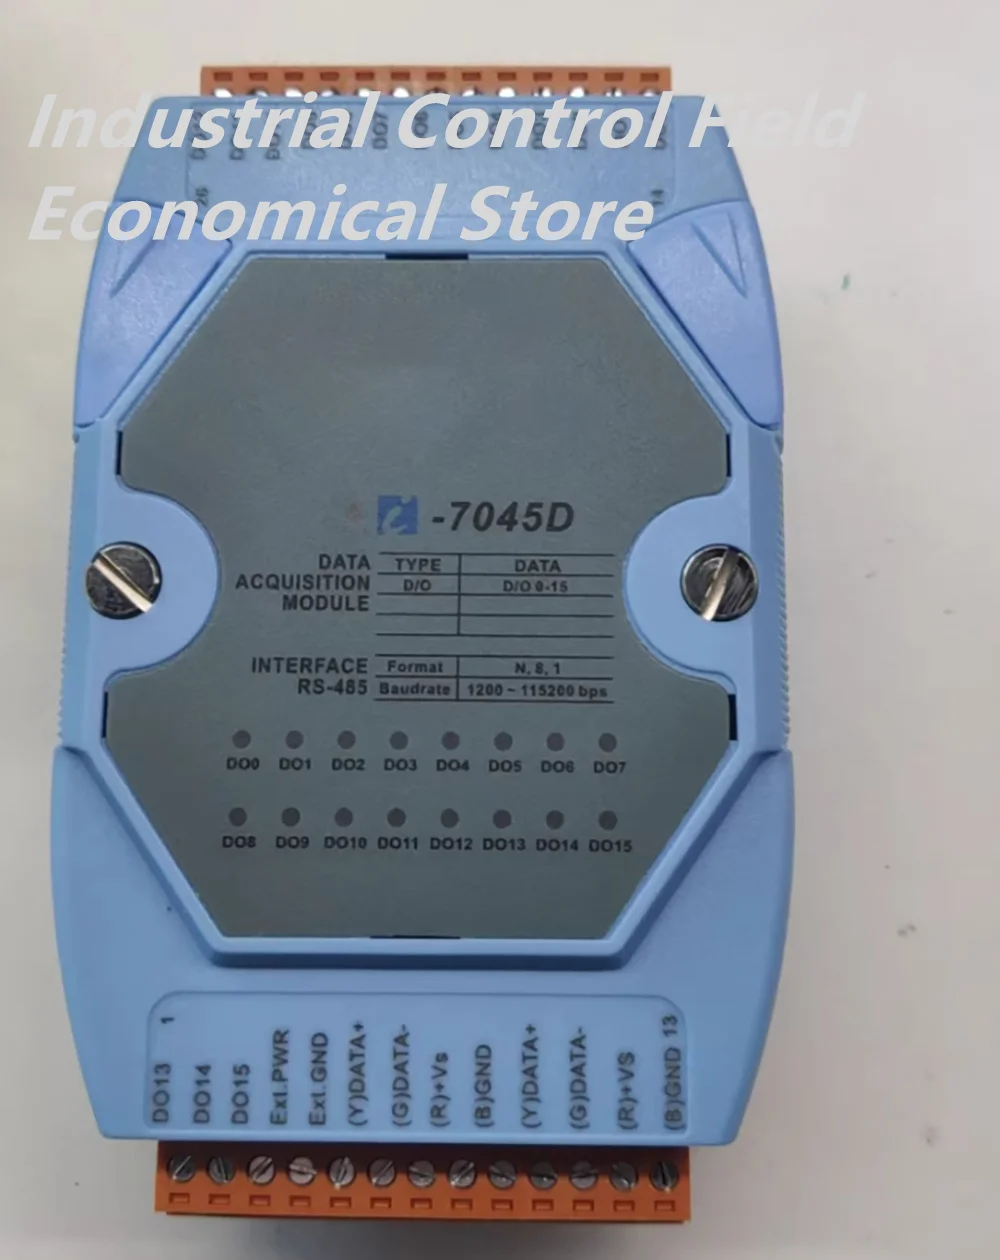 Industrial Control Field
Economical Store
26
14
i -7045D
DATA ACQUISITION MODULE
TYPE DATA
D/O D/O 0-15
INTERFACE RS-485
Format N, 8, 1
Baudrate 1200 ~ 115200 bps
DO0 DO1 DO2 DO3 DO4 DO5 DO6 DO7
DO8 DO9 DO10 DO11 DO12 DO13 DO14 DO15
1
DO13
DO14
DO15
Ext.PWR
Ext.GND
(Y)DATA+
(G)DATA-
(R)+Vs
(B)GND
(Y)DATA+
(G)DATA-
(R)+VS
(B)GND 13